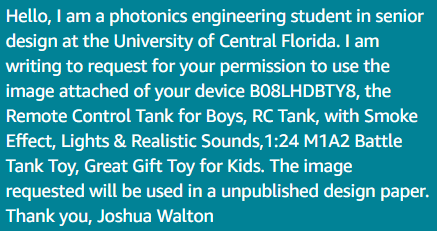 Hello, I am a photonics engineering student in senior
design at the University of Central Florida. I am
writing to request for your permission to use the
image attached of your device B08LHDBTY8, the
Remote Control Tank for Boys, RC Tank, with Smoke
Effect, Lights & Realistic Sounds,1:24 M1A2 Battle
Tank Toy, Great Gift Toy for Kids. The image
requested will be used in a unpublished design paper.
Thank you, Joshua Walton